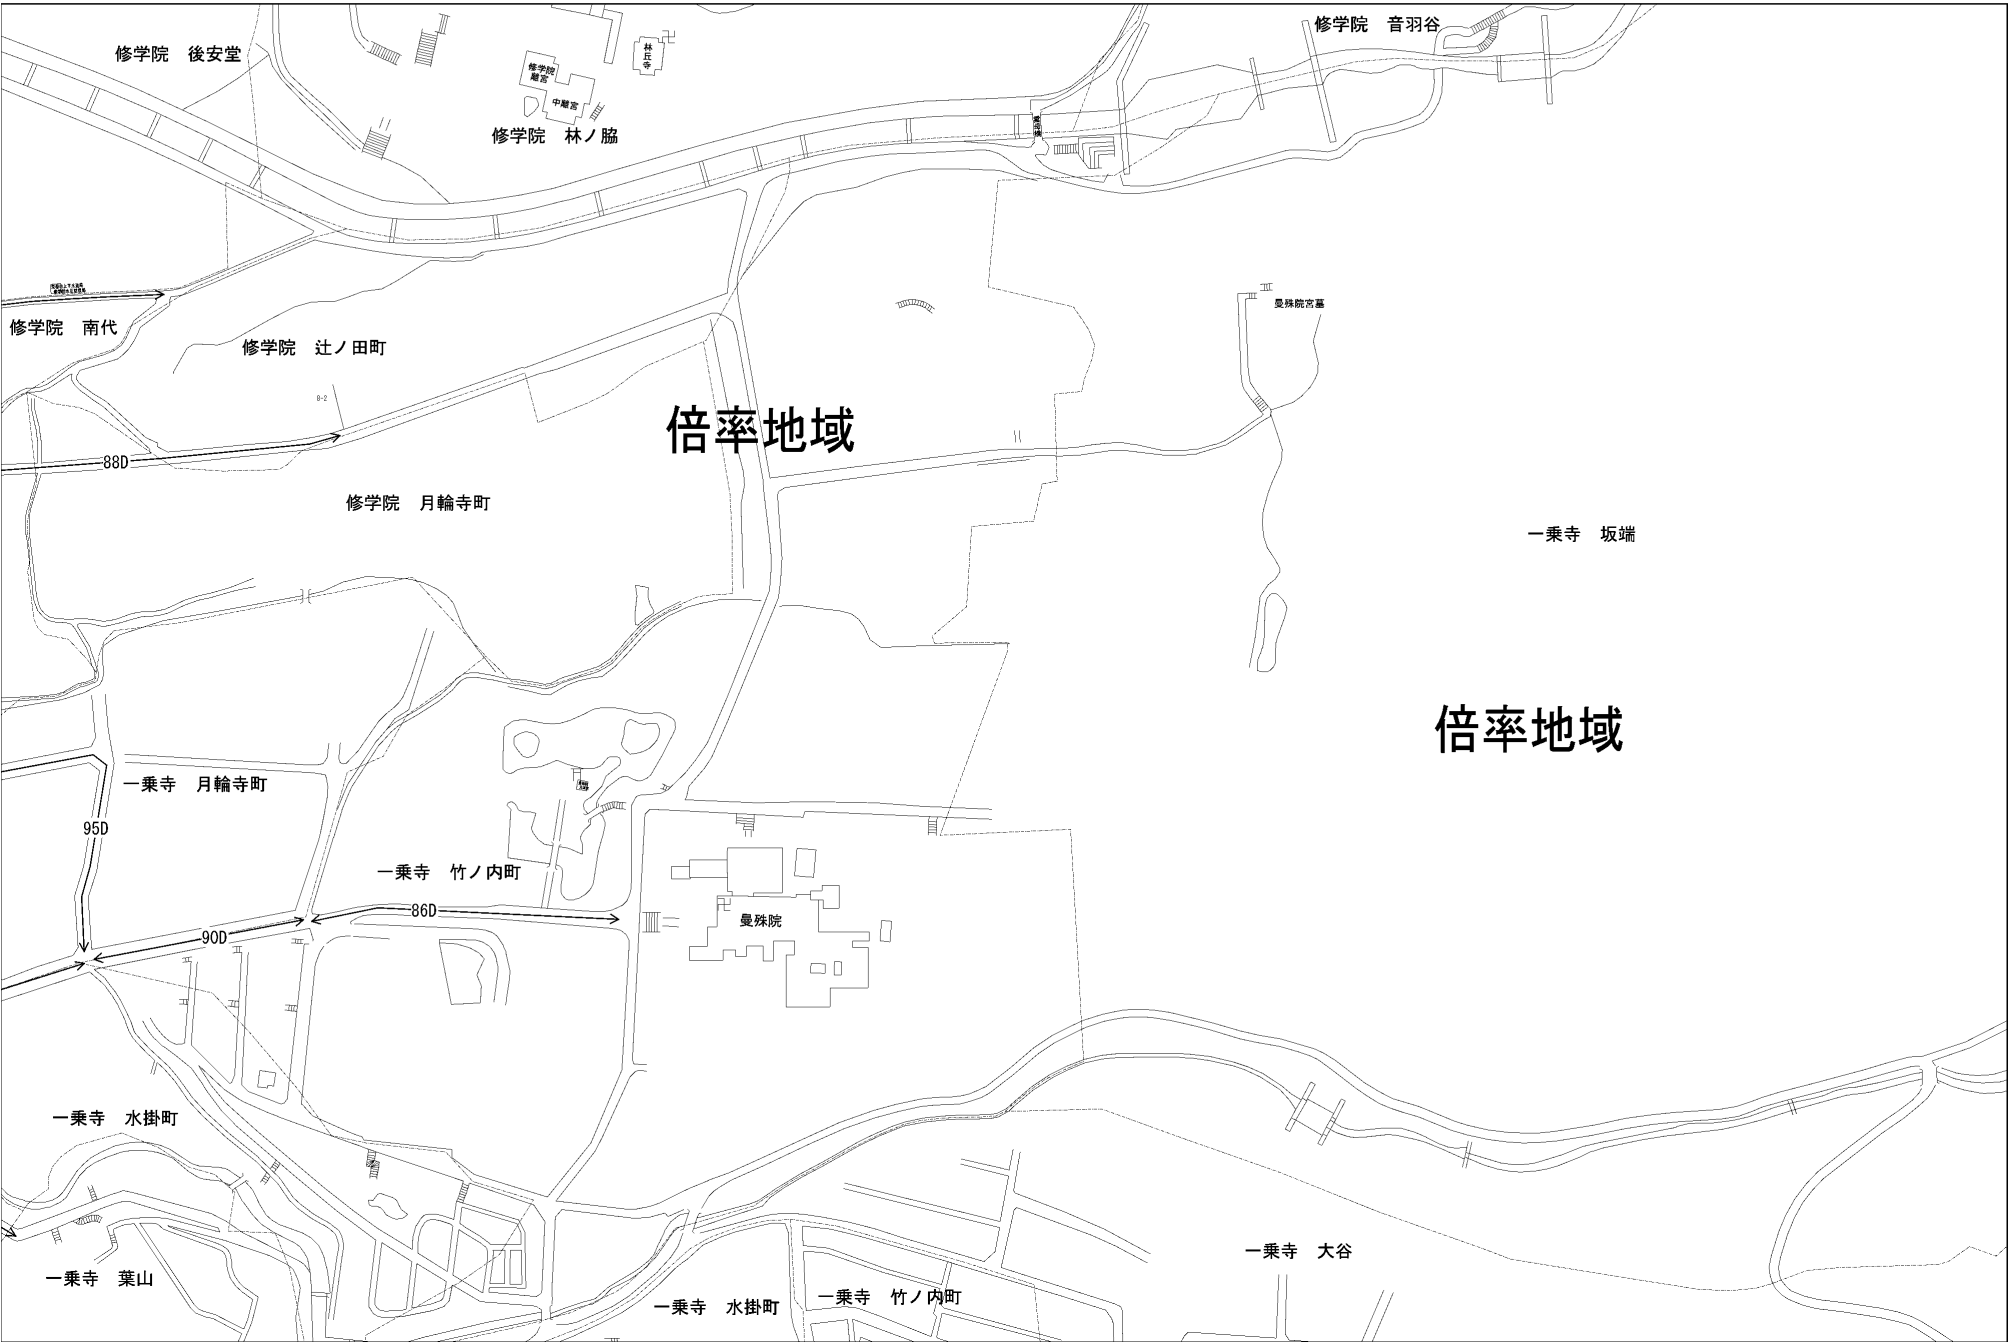 修学院 音羽谷
修学院 後安堂
林丘寺
修学院
離宮
中離宮
修学院 林ノ脇
曼殊院宮墓
修学院 南代
修学院 辻ノ田町
8-2
倍率地域
88D
修学院 月輪寺町
一乗寺 坂端
倍率地域
一乗寺 月輪寺町
95D
一乗寺 竹ノ内町
86D
曼殊院
90D
一乗寺 水掛町
一乗寺 大谷
一乗寺 葉山
一乗寺 竹ノ内町
一乗寺 水掛町